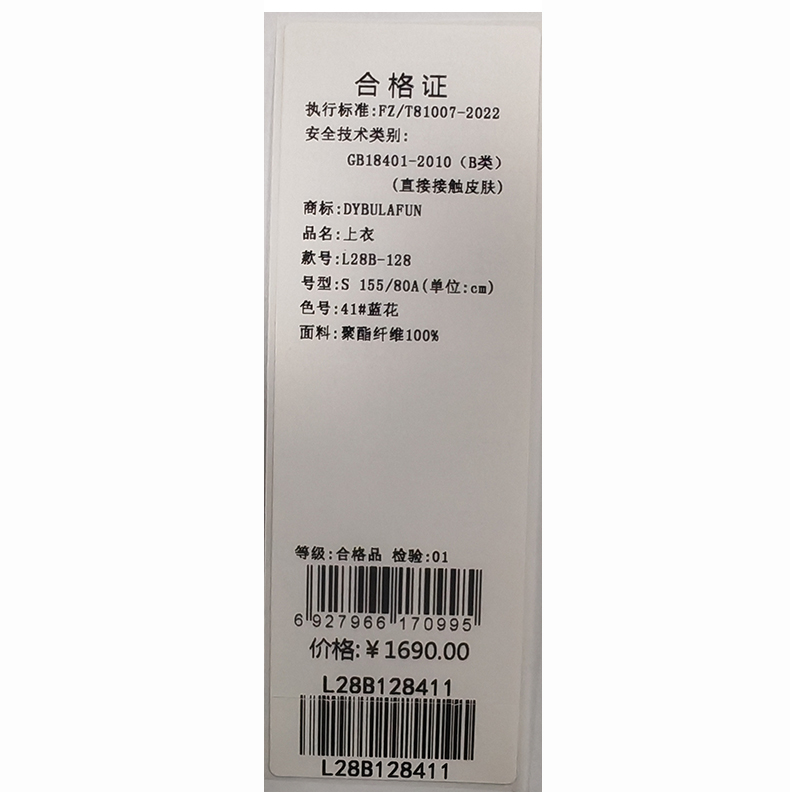 合格证
执行标准:FZ/T81007-2022
安全技术类别:
GB18401-2010（B类）
(直接接触皮肤)
商标:DYBULAFUN
品名:上衣
款号:L28B-128
号型:S 155/80A(单位:cm)
色号:41#蓝花
面料:聚酯纤维100%
等级:合格品 检验:01
6 927966 170995
价格:¥1690.00
L28B128411
L28B128411